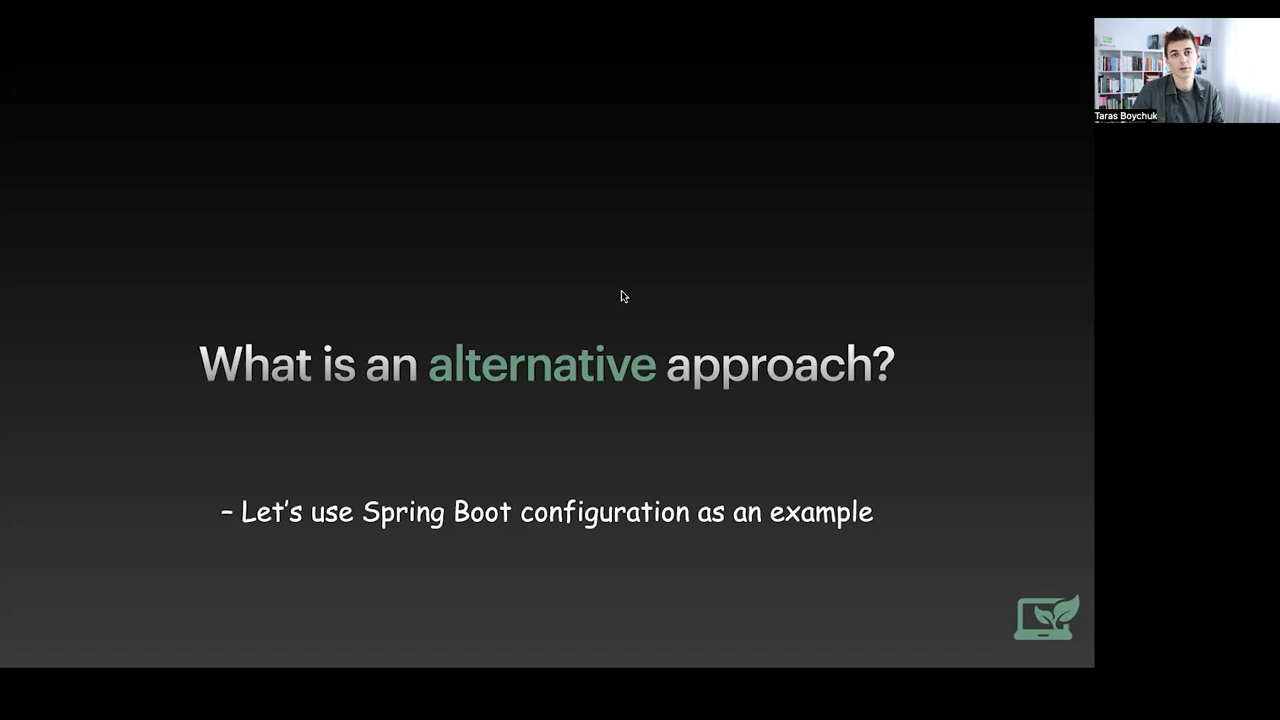 Taras Boychuk
What is an alternative approach?
– Let's use Spring Boot configuration as an example